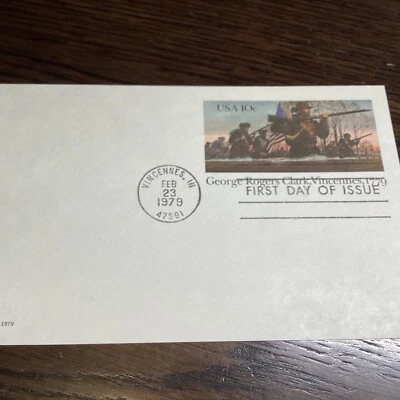 USA 10c
George Rogers Clark, Vincennes, 1779
FIRST DAY OF ISSUE
VINCENNES, IN
FEB
23
1979
47591
1979